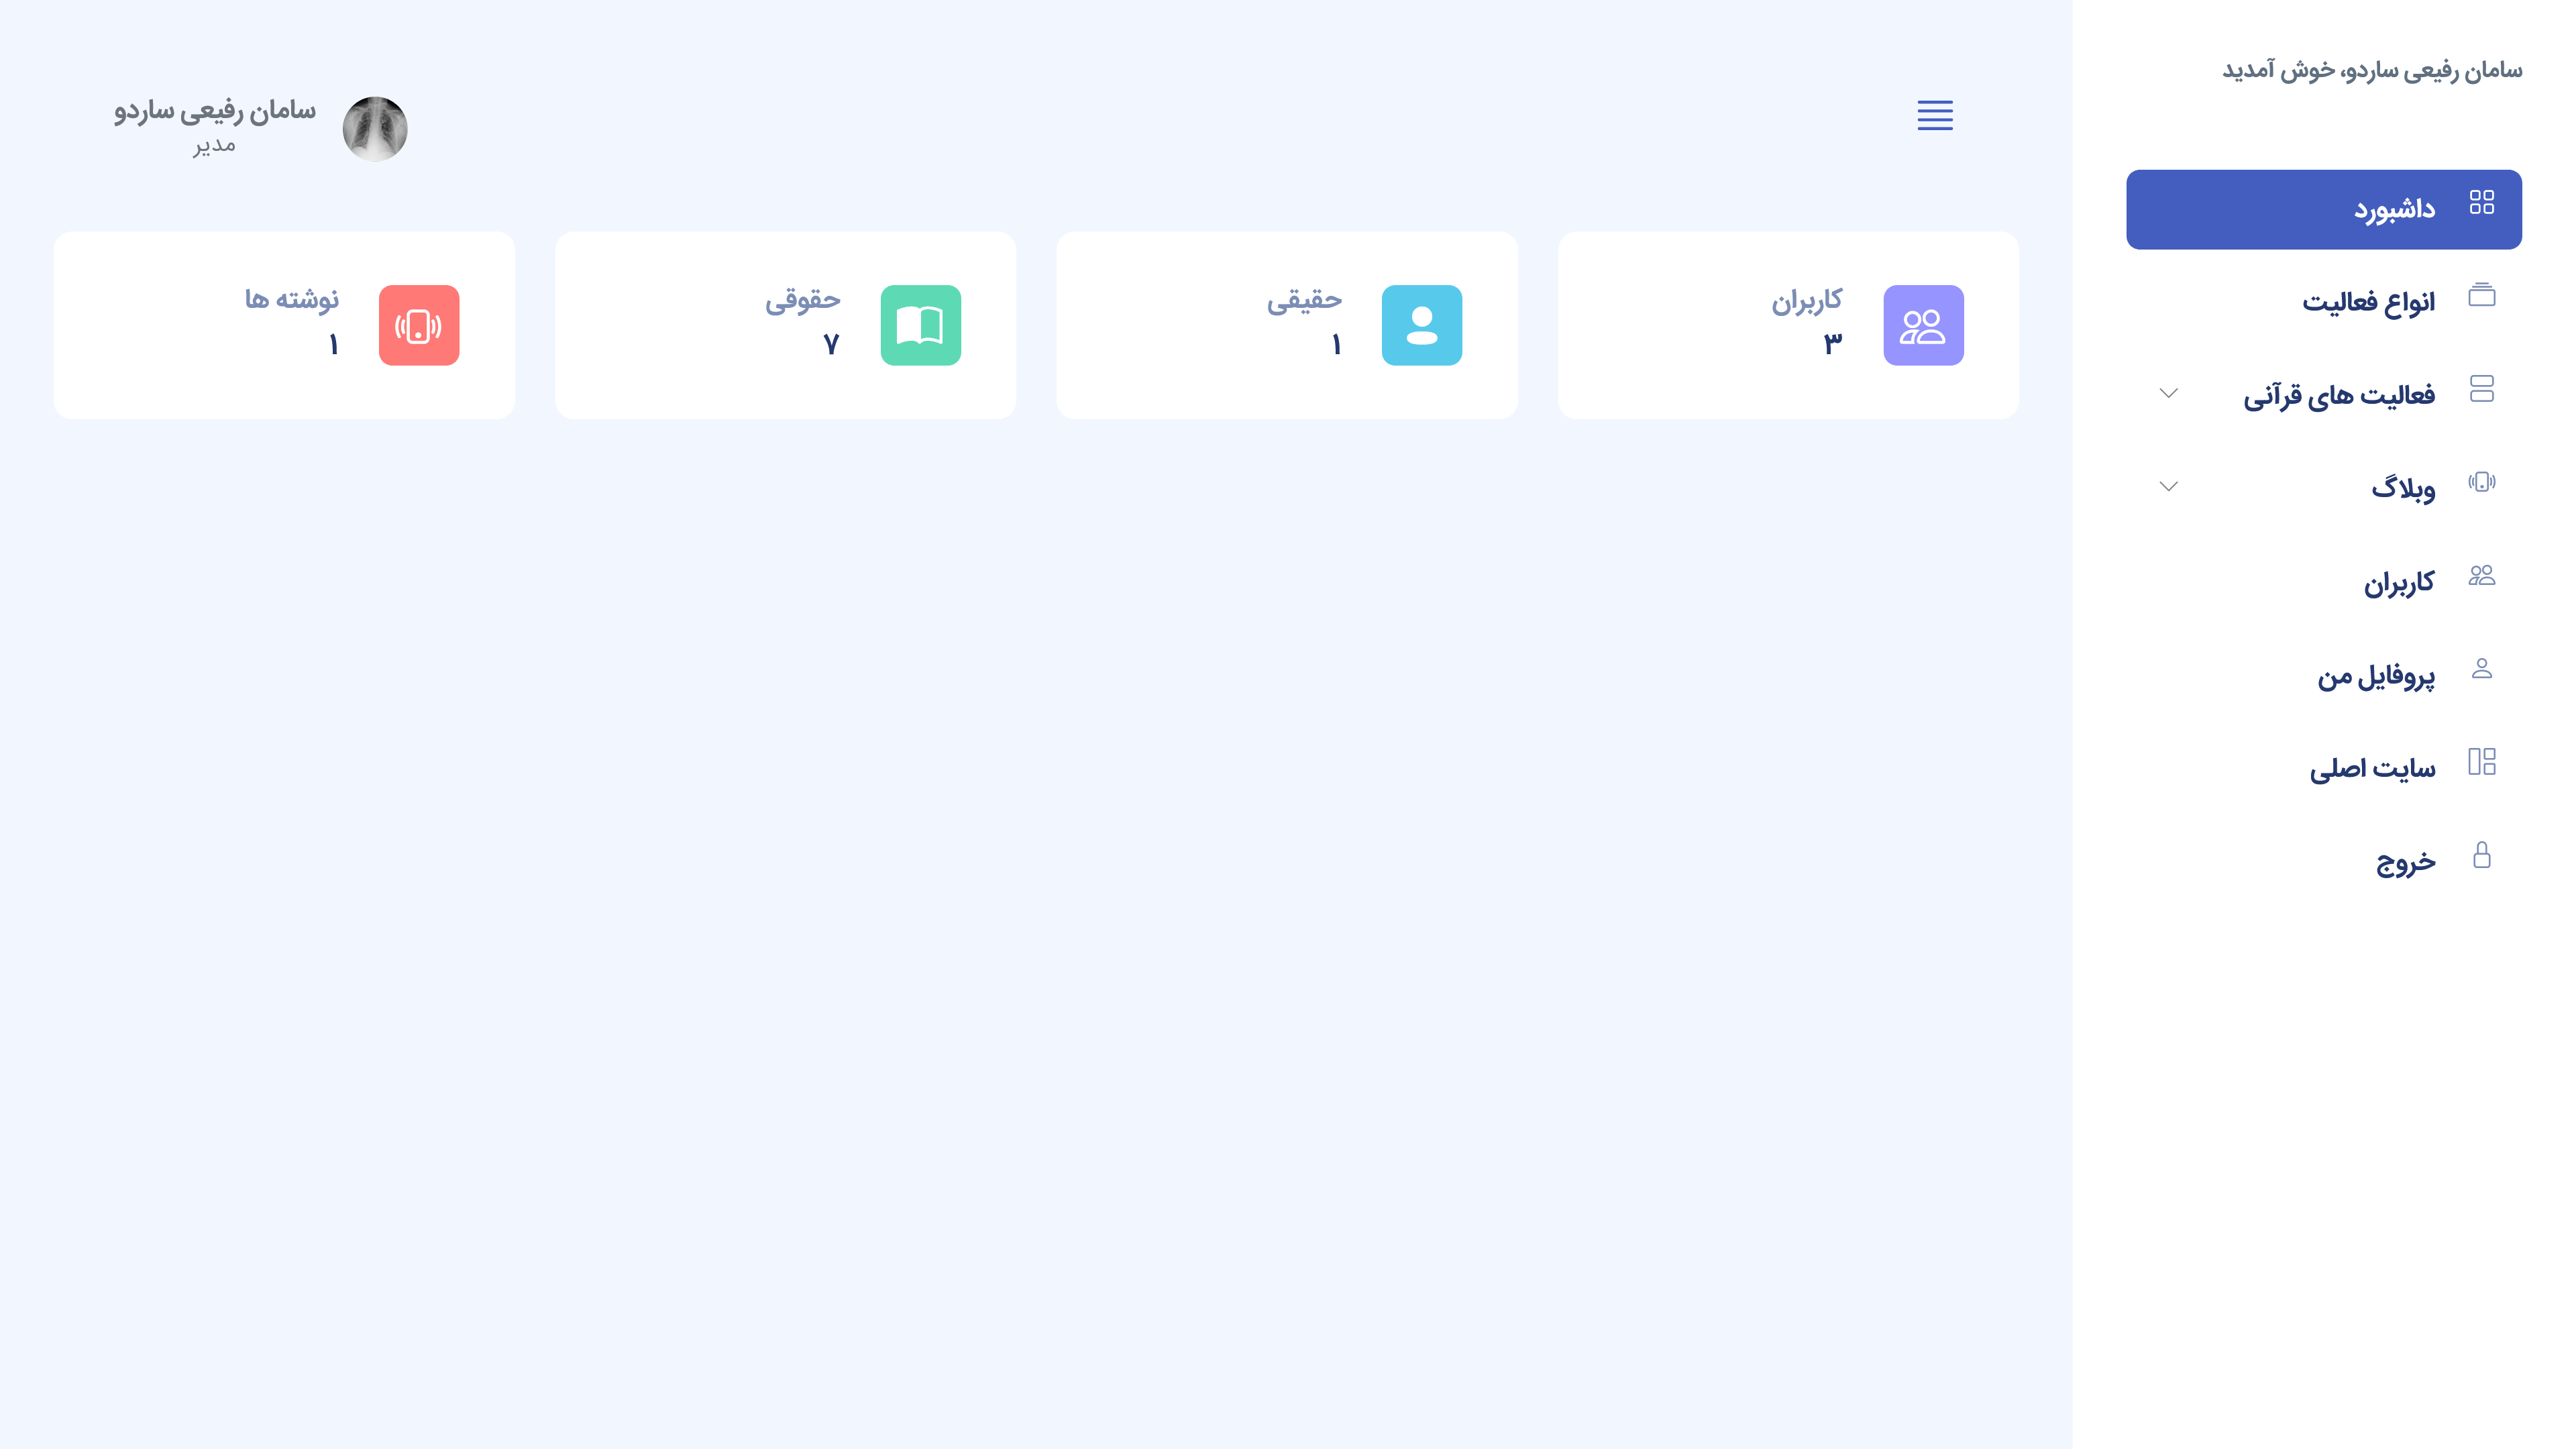 سامان رفیعی ساردو، خوش آمدید
داشبورد
انواع فعالیت
فعالیت های قرآنی
وبلاگ
کاربران
پروفایل من
سایت اصلی
خروج
سامان رفیعی ساردو
مدیر
کاربران
۳
حقیقی
۱
حقوقی
۷
نوشته ها
۱